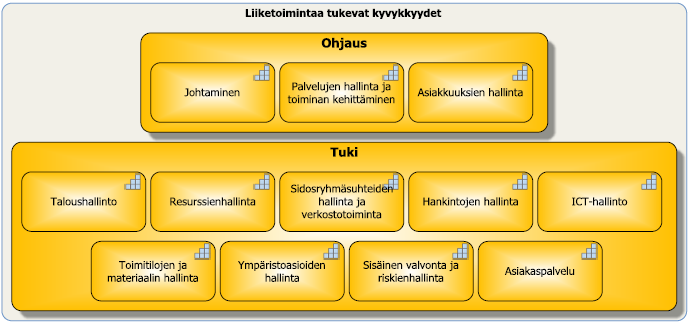 Liiketoimintaa tukevat kyvykkyydet
Ohjaus
Johtaminen
Palvelujen hallinta ja
toiminan kehittäminen
Asiakkuuksien hallinta
Tuki
Taloushallinto
Resurssienhallinta
Sidosryhmäsuhteiden
hallinta ja
verkostotoiminta
Hankintojen hallinta
ICT-hallinto
Toimitilojen ja
materiaalin hallinta
Ympäristoasioiden
hallinta
Sisäinen valvonta ja
riskienhallinta
Asiakaspalvelu